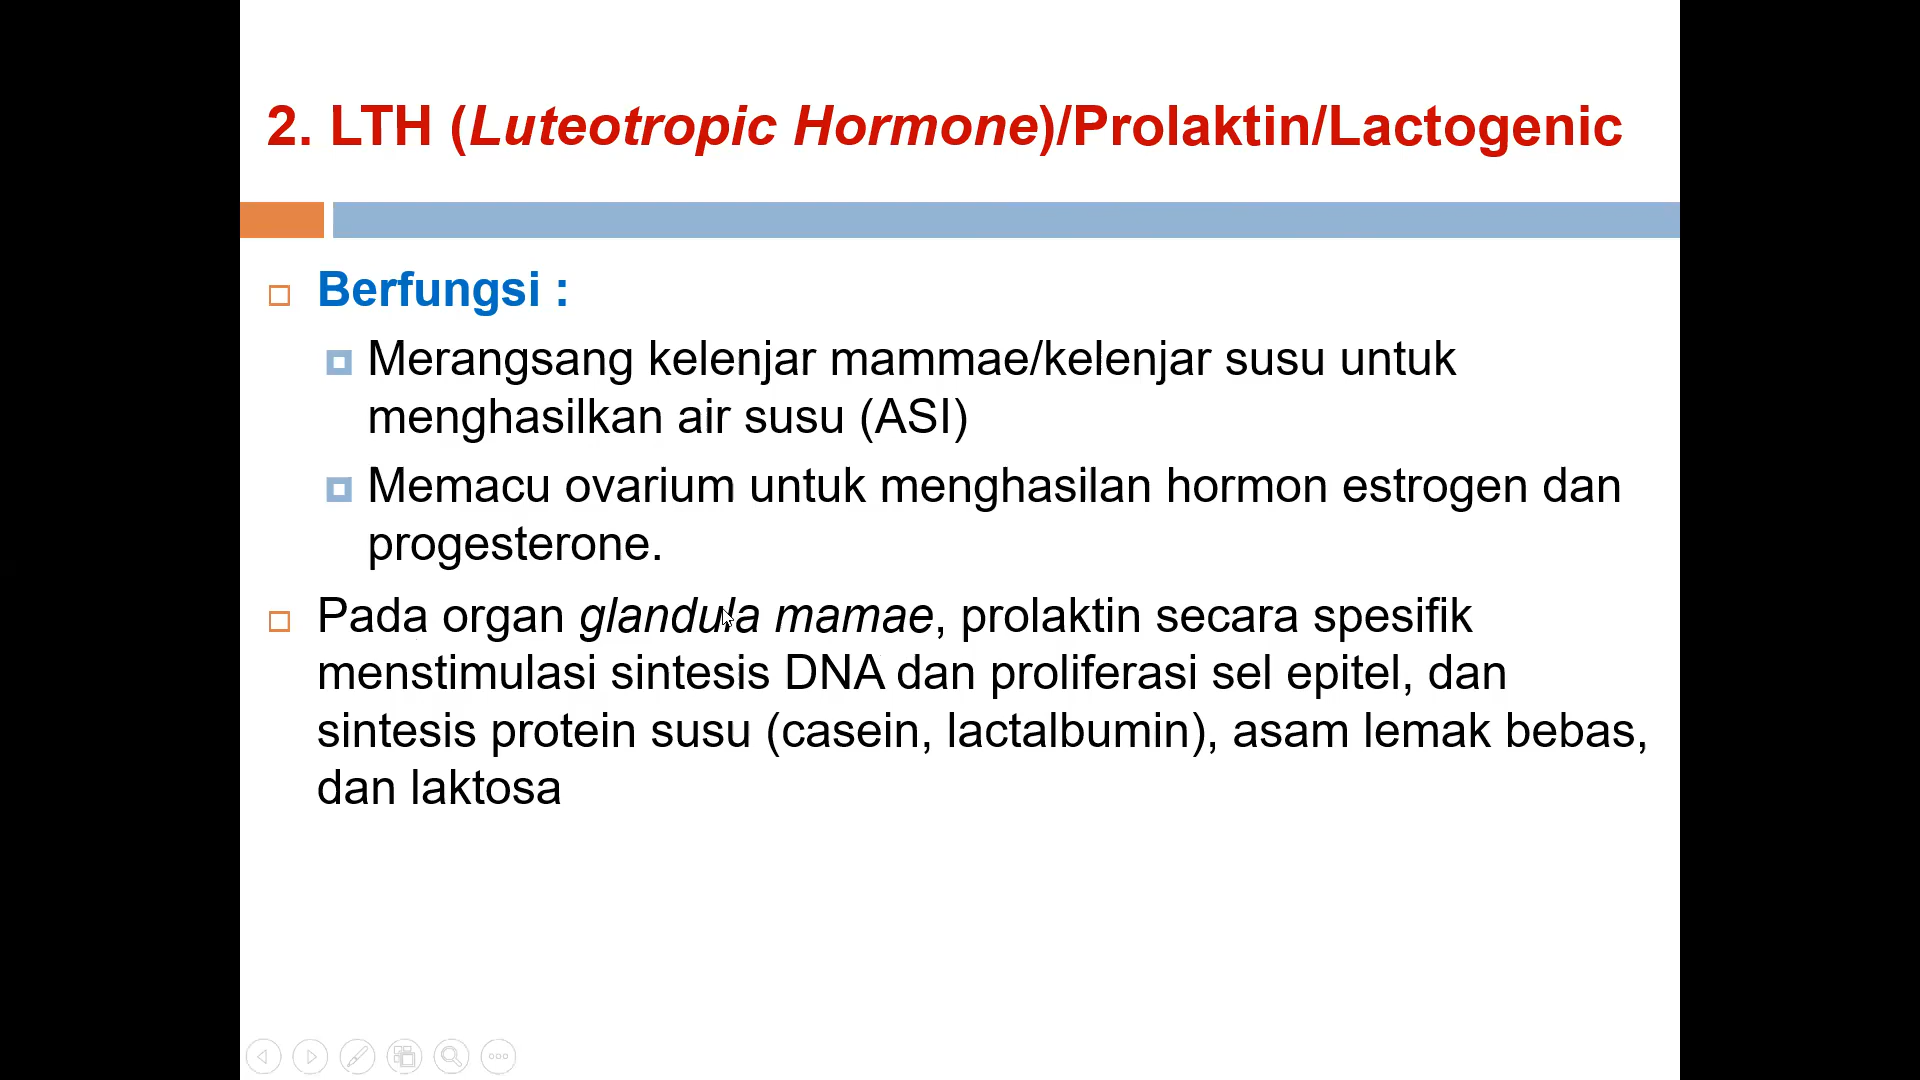 2. LTH (Luteotropic Hormone)/Prolaktin/Lactogenic
Berfungsi :
Merangsang kelenjar mammae/kelenjar susu untuk
menghasilkan air susu (ASI)
Memacu ovarium untuk menghasilan hormon estrogen dan
progesterone.
Pada organ glandula mamae, prolaktin secara spesifik
menstimulasi sintesis DNA dan proliferasi sel epitel, dan
sintesis protein susu (casein, lactalbumin), asam lemak bebas,
dan laktosa